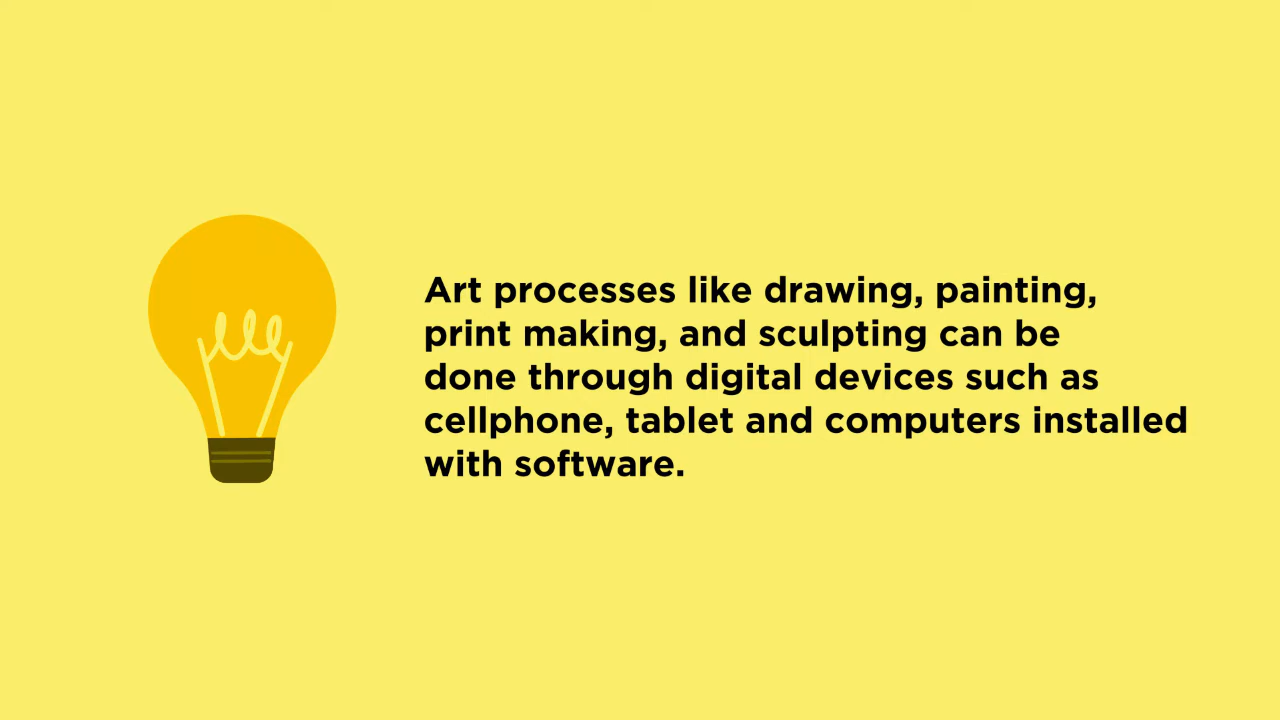 Art processes like drawing, painting,
print making, and sculpting can be
done through digital devices such as
cellphone, tablet and computers installed
with software.